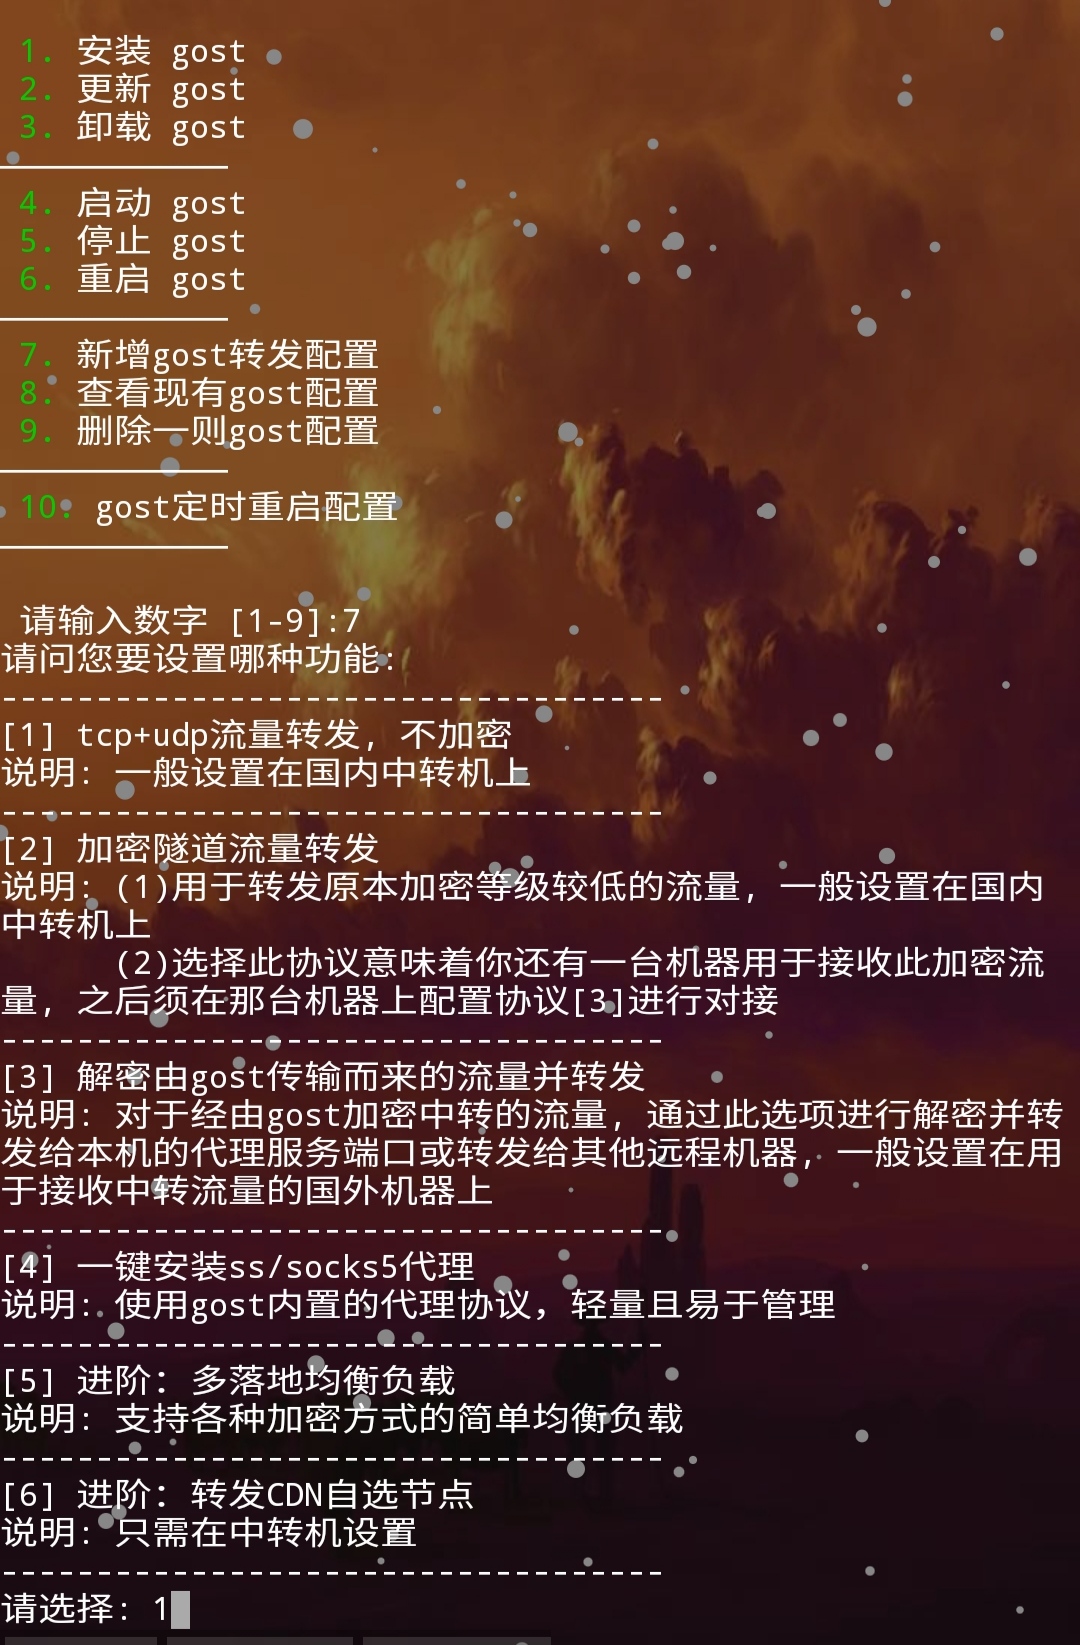 1. 安装 gost
2. 更新 gost
3. 卸载 gost
————————————
4. 启动 gost
5. 停止 gost
6. 重启 gost
————————————
7. 新增gost转发配置
8. 查看现有gost配置
9. 删除一则gost配置
————————————
10. gost定时重启配置
————————————
请输入数字 [1-9]:7
请问您要设置哪种功能:
-----------------------------------
[1] tcp+udp流量转发, 不加密
说明: 一般设置在国内中转机上
-----------------------------------
[2] 加密隧道流量转发
说明: (1)用于转发原本加密等级较低的流量, 一般设置在国内
中转机上
(2)选择此协议意味着你还有一台机器用于接收此加密流
量, 之后须在那台机器上配置协议[3]进行对接
-----------------------------------
[3] 解密由gost传输而来的流量并转发
说明: 对于经由gost加密中转的流量, 通过此选项进行解密并转
发给本机的代理服务端口或转发给其他远程机器, 一般设置在用
于接收中转流量的国外机器上
-----------------------------------
[4] 一键安装ss/socks5代理
说明: 使用gost内置的代理协议，轻量且易于管理
-----------------------------------
[5] 进阶：多落地均衡负载
说明: 支持各种加密方式的简单均衡负载
-----------------------------------
[6] 进阶：转发CDN自选节点
说明: 只需在中转机设置
-----------------------------------
请选择: 1